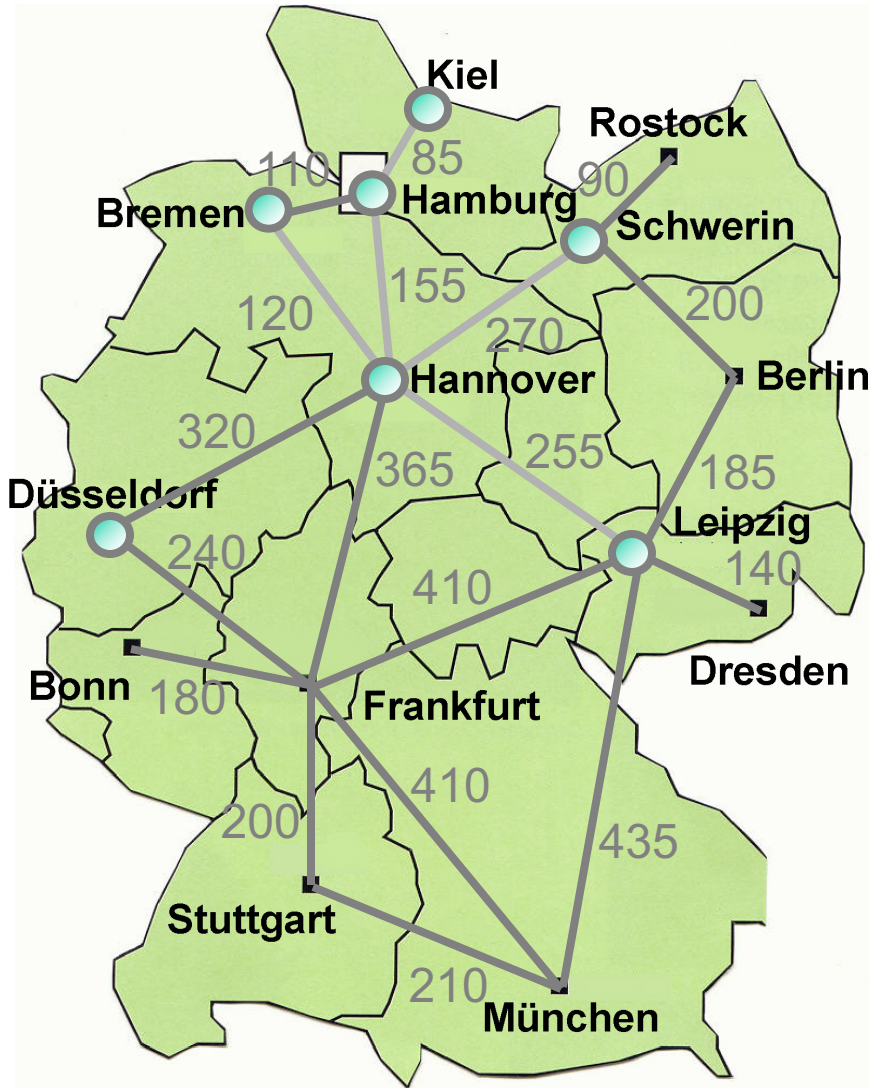 Kiel
Rostock
110
85
90
Bremen
Hamburg
Schwerin
155
200
120
270
Hannover
Berlin
320
365
255
185
Düsseldorf
Leipzig
240
410
140
Bonn
180
Frankfurt
Dresden
410
200
435
Stuttgart
210
München